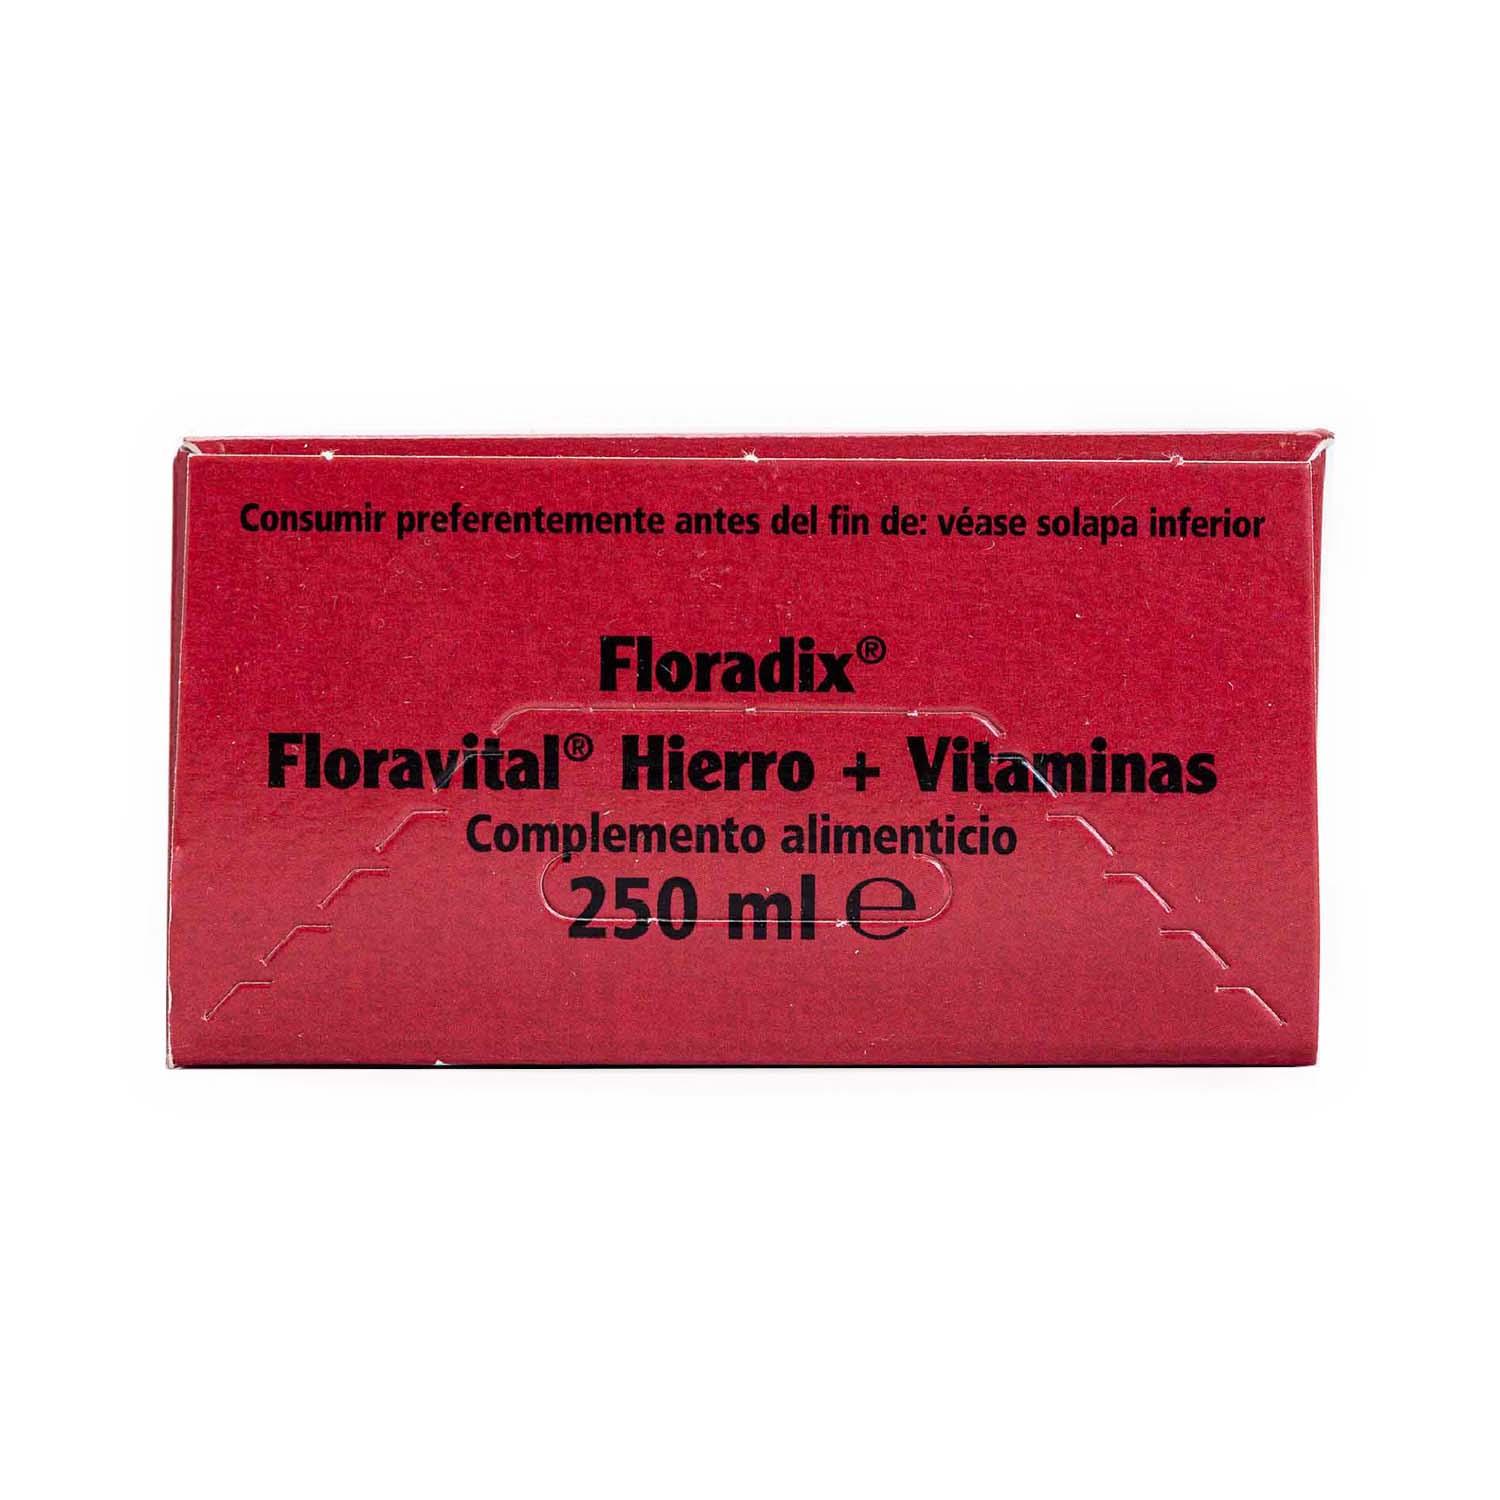 Consumir preferentemente antes del fin de: véase solapa inferior
Floradix®
Floravital® Hierro + Vitaminas
Complemento alimenticio
250 ml ℮